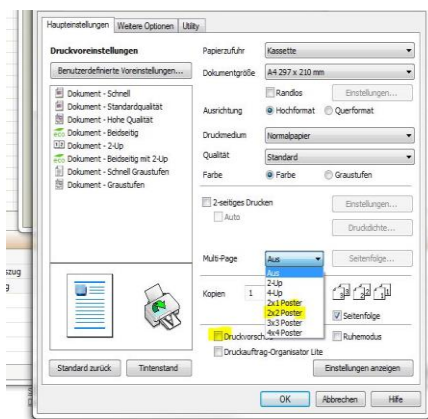 Haupteinstellungen Weitere Optionen Utility
Druckvoreinstellungen
Benutzerdefinierte Voreinstellungen...
Dokument - Schnell
Dokument - Standardqualität
Dokument - Hohe Qualität
Dokument - Beidseitig
Dokument - 2-Up
Dokument - Beidseitig mit 2-Up
Dokument - Schnell Graustufen
Dokument - Graustufen
Standard zurück Tintenstand
Papierzufuhr Kassette
Dokumentgröße A4 297 x 210 mm
Randlos Einstellungen...
Ausrichtung Hochformat Querformat
Druckmedium Normalpapier
Qualität Standard
Farbe Farbe Graustufen
2-seitiges Drucken Einstellungen...
Auto
Druckdichte...
Multi-Page Aus Seitenfolge...
Aus
2-Up
4-Up
2x1 Poster
2x2 Poster
3x3 Poster
4x4 Poster
Kopien 1
Seitenfolge
Ruhemodus
Druckauftrag-Organisator Lite
Einstellungen anzeigen
OK Abbrechen Hilfe